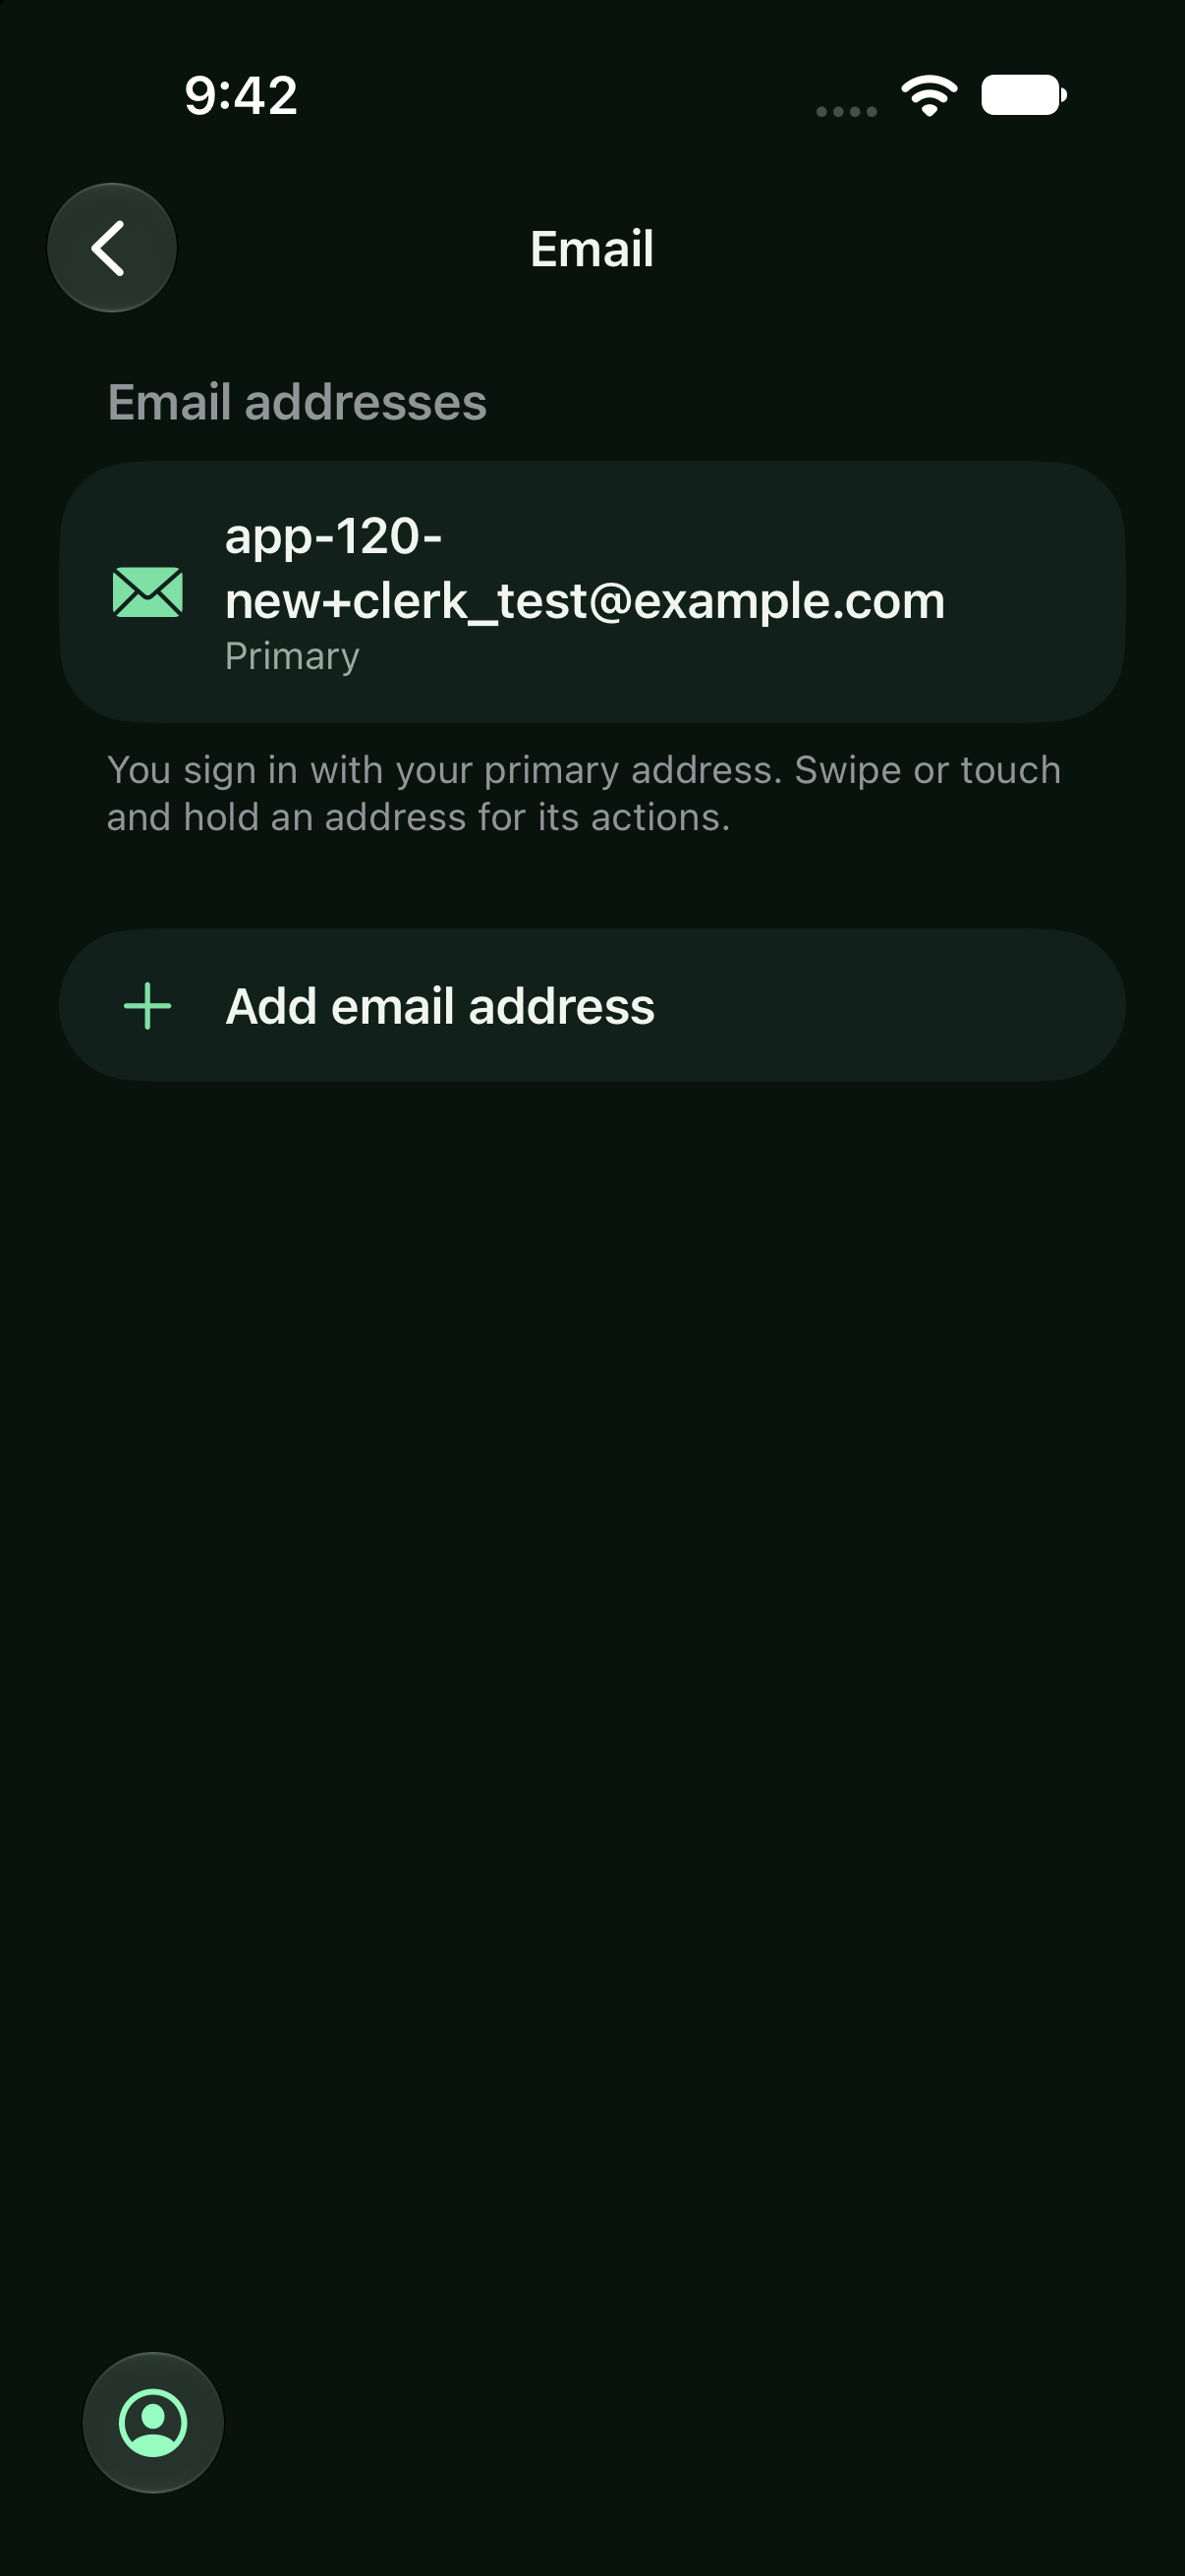 9:42
Email
Email addresses
app-120-
new+clerk_test@example.com
Primary
You sign in with your primary address. Swipe or touch
and hold an address for its actions.
Add email address